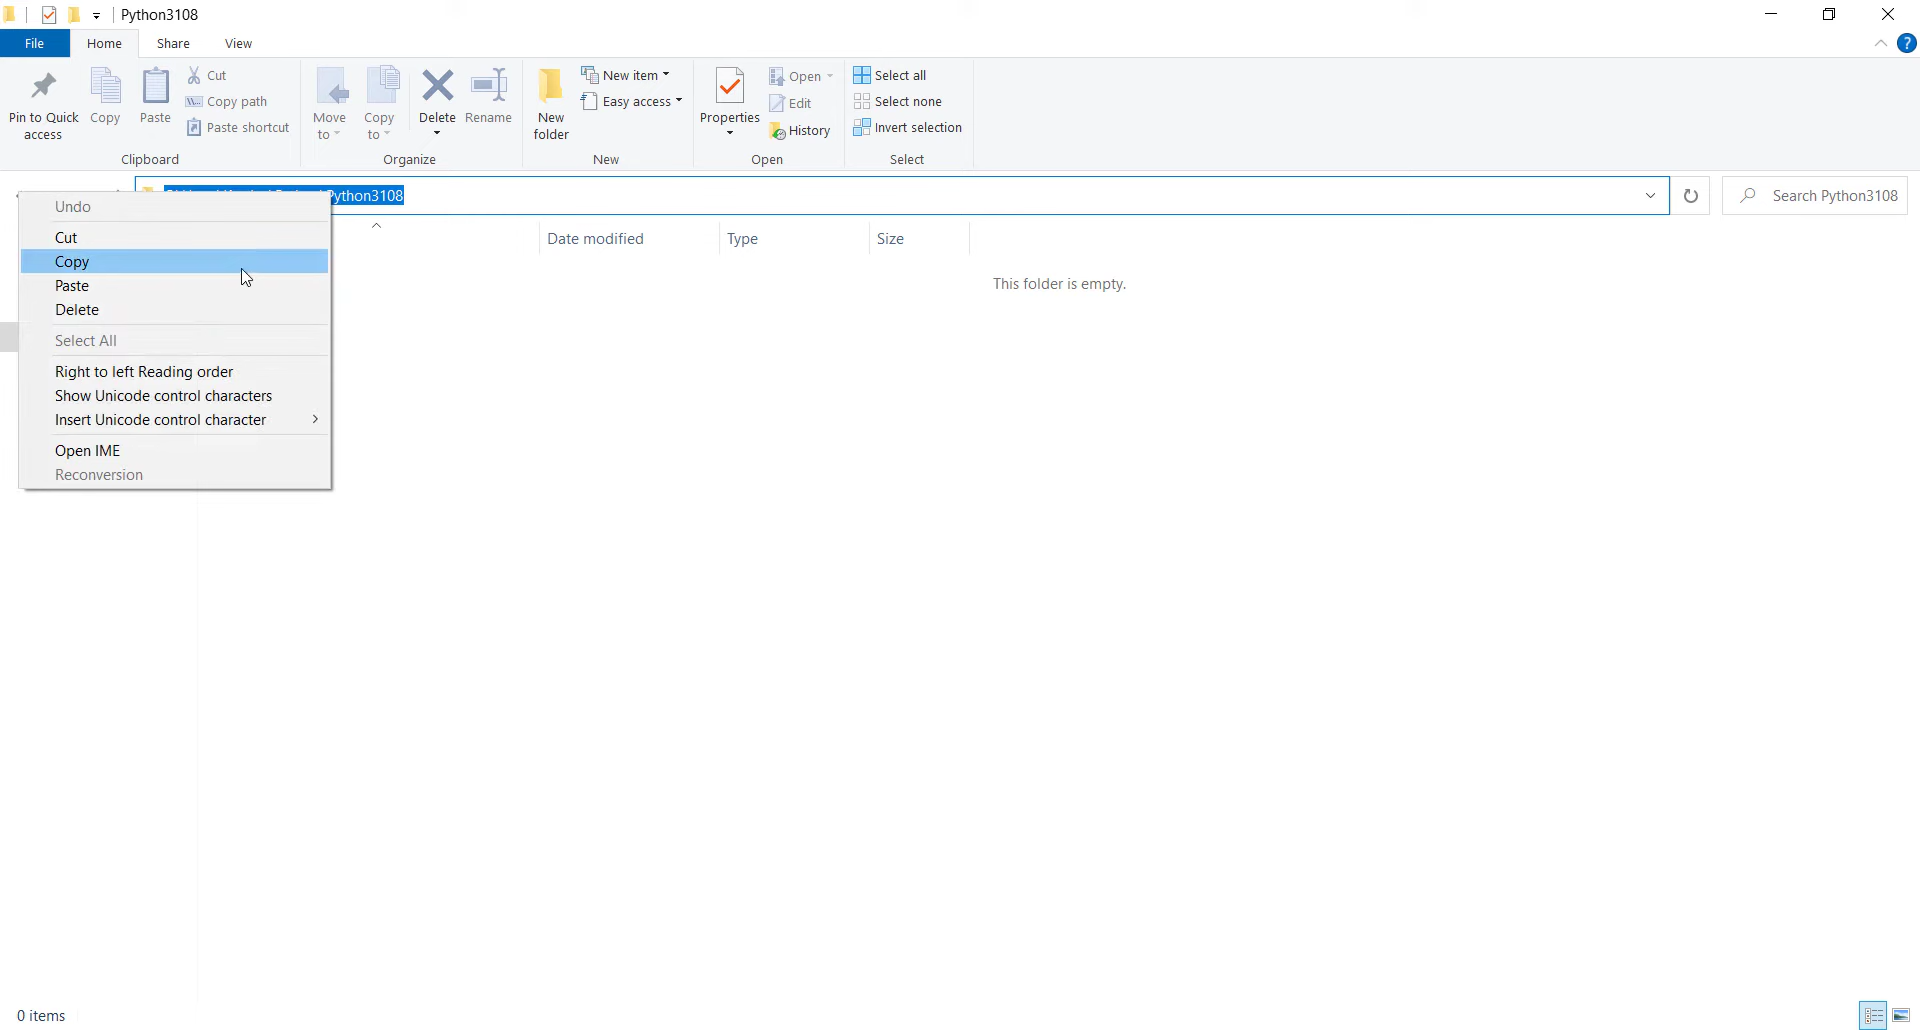 Python3108
File Home Share View
Pin to Quick access
Copy
Paste
Cut
Copy path
Paste shortcut
Clipboard
Move to
Copy to
Delete
Rename
Organize
New folder
New item
Easy access
New
Properties
Open
Edit
History
Open
Select all
Select none
Invert selection
Select
Python3108
Search Python3108
Undo
Cut
Copy
Paste
Delete
Select All
Right to left Reading order
Show Unicode control characters
Insert Unicode control character
Open IME
Reconversion
Date modified
Type
Size
This folder is empty.
0 items